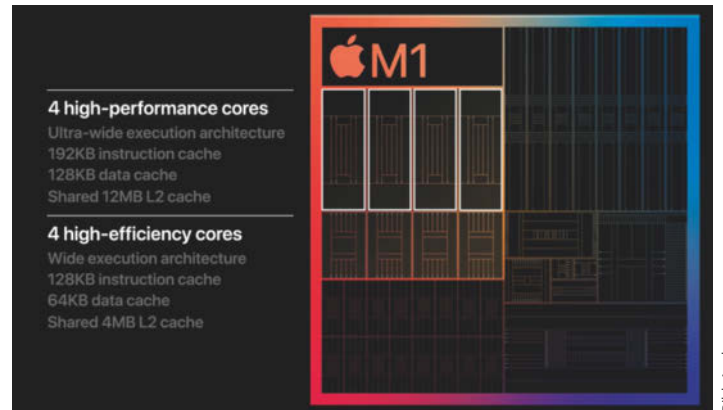 M1
4 high-performance cores
Ultra-wide execution architecture
192KB instruction cache
128KB data cache
Shared 12MB L2 cache
4 high-efficiency cores
Wide execution architecture
128KB instruction cache
64KB data cache
Shared 4MB L2 cache